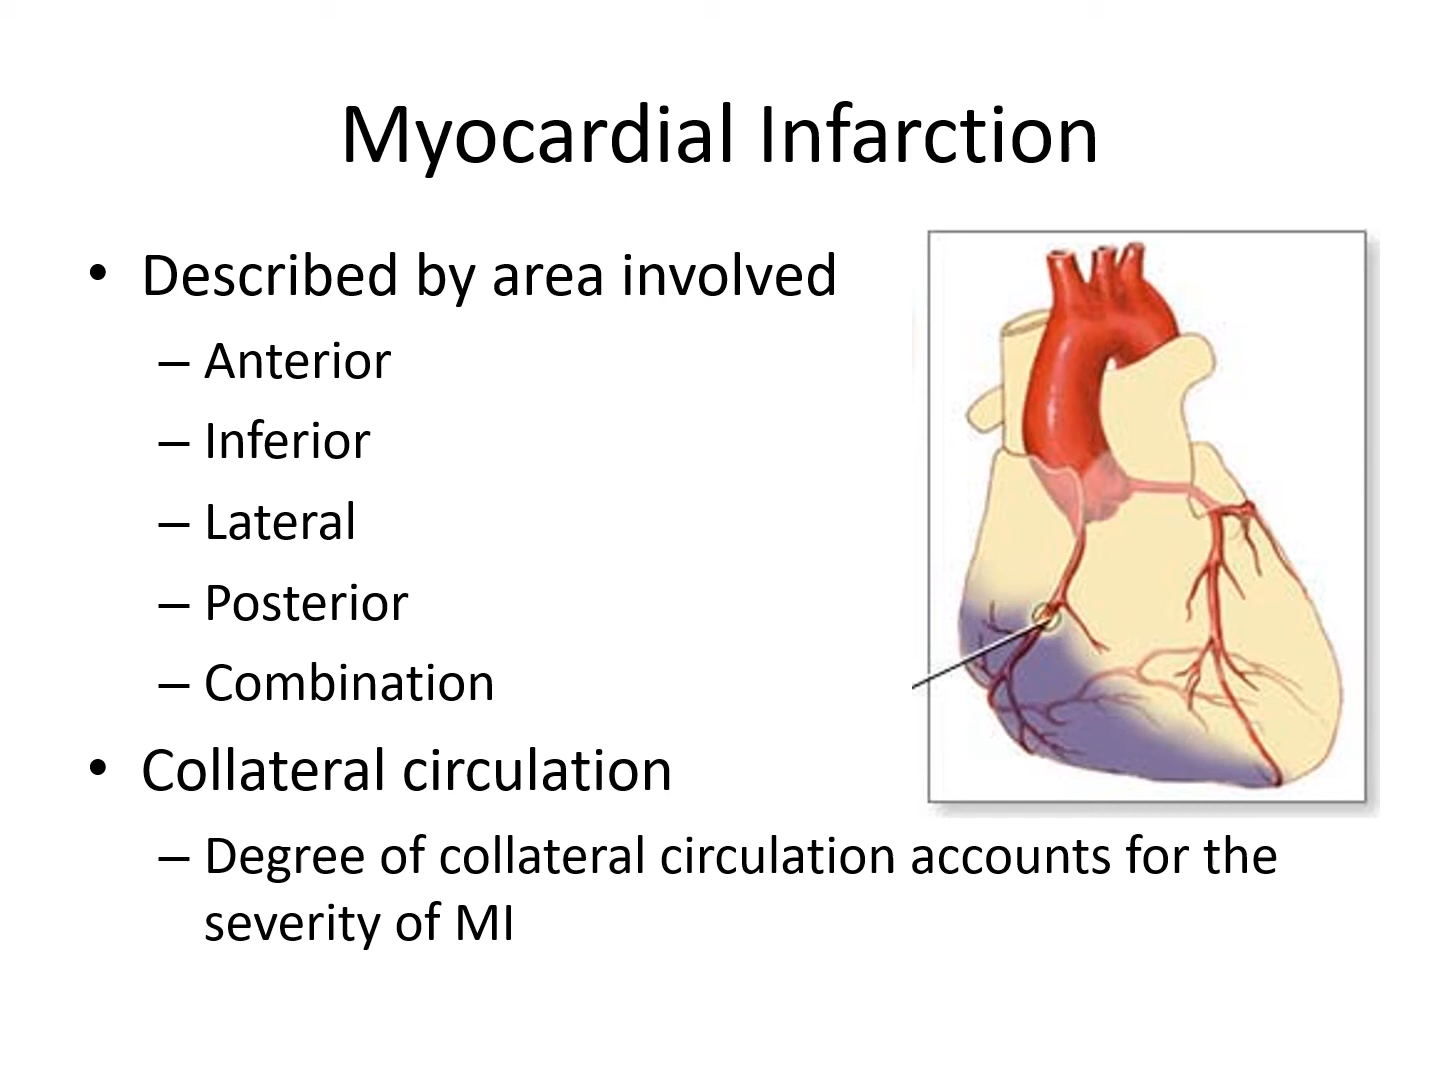 Myocardial Infarction
• Described by area involved
– Anterior
– Inferior
– Lateral
– Posterior
– Combination
• Collateral circulation
– Degree of collateral circulation accounts for the
severity of MI